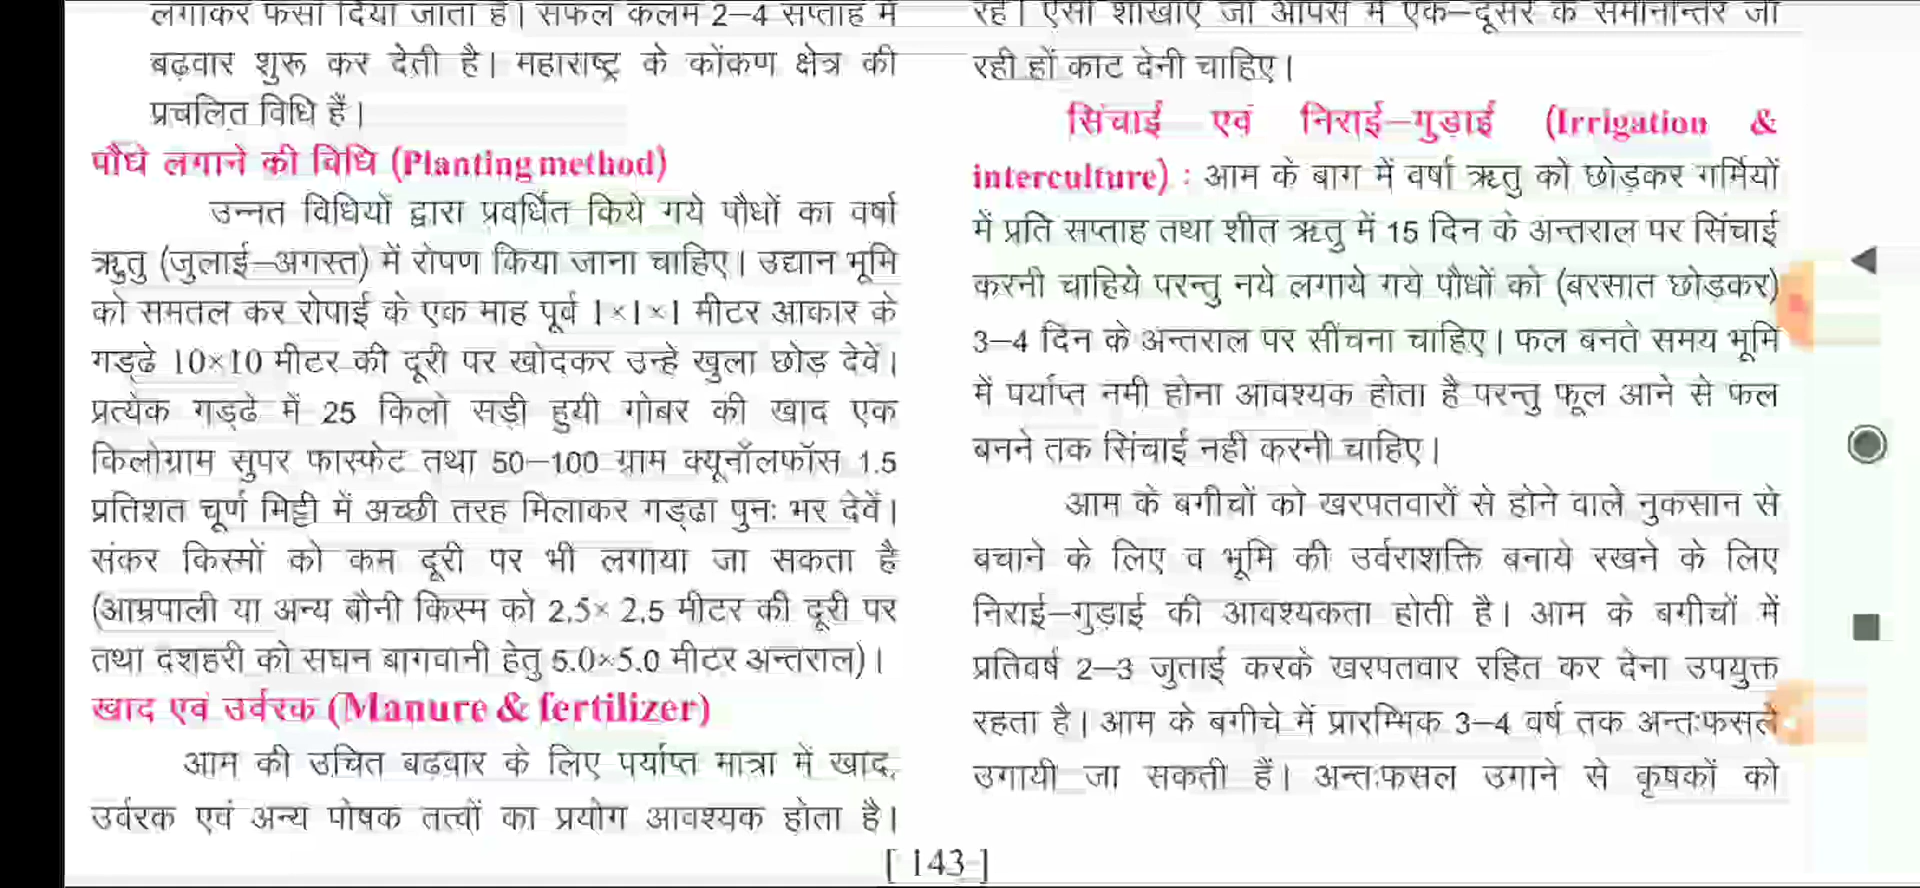 लगाकर फंसा दिया जाता है। सफल कलम 2–4 सप्ताह में
बढ़वार शुरू कर देती है। महाराष्ट्र के कोंकण क्षेत्र की
प्रचलित विधि हैं।
पौधे लगाने की विधि (Planting method)
उन्नत विधियों द्वारा प्रवर्धित किये गये पौधों का वर्षा
ऋतु (जुलाई–अगस्त) में रोपण किया जाना चाहिए। उद्यान भूमि
को समतल कर रोपाई के एक माह पूर्व 1×1×1 मीटर आकार के
गड्ढे 10×10 मीटर की दूरी पर खोदकर उन्हे खुला छोड देवें।
प्रत्येक गड्ढे में 25 किलो सड़ी हुयी गोबर की खाद एक
किलोग्राम सुपर फास्फेट तथा 50–100 ग्राम क्यूनॉलफॉस 1.5
प्रतिशत चूर्ण मिट्टी में अच्छी तरह मिलाकर गड्ढा पुनः भर देवें।
संकर किस्मों को कम दूरी पर भी लगाया जा सकता है
(आम्रपाली या अन्य बौनी किस्म को 2.5× 2.5 मीटर की दूरी पर
तथा दशहरी को सघन बागवानी हेतु 5.0×5.0 मीटर अन्तराल)।
खाद एवं उर्वरक (Manure & fertilizer)
आम की उचित बढवार के लिए पर्याप्त मात्रा में खाद,
उर्वरक एवं अन्य पोषक तत्वों का प्रयोग आवश्यक होता है।
रहे। ऐसी शाखाएं जो आपस में एक–दूसरे के समानान्तर जा
रही हों काट देनी चाहिए।
सिंचाई एवं निराई–गुड़ाई (Irrigation &
interculture) : आम के बाग में वर्षा ऋतु को छोड़कर गर्मियों
में प्रति सप्ताह तथा शीत ऋतु में 15 दिन के अन्तराल पर सिंचाई
करनी चाहिये परन्तु नये लगाये गये पौधों को (बरसात छोडकर)
3–4 दिन के अन्तराल पर सींचना चाहिए। फल बनते समय भूमि
में पर्याप्त नमी होना आवश्यक होता है परन्तु फूल आने से फल
बनने तक सिंचाई नही करनी चाहिए।
आम के बगीचों को खरपतवारों से होने वाले नुकसान से
बचाने के लिए व भूमि की उर्वराशक्ति बनाये रखने के लिए
निराई–गुड़ाई की आवश्यकता होती है। आम के बगीचों में
प्रतिवर्ष 2–3 जुताई करके खरपतवार रहित कर देना उपयुक्त
रहता है। आम के बगीचे में प्रारम्भिक 3–4 वर्ष तक अन्तःफसले
उगायी जा सकती हैं। अन्तःफसल उगाने से कृषकों को
[ 143 ]